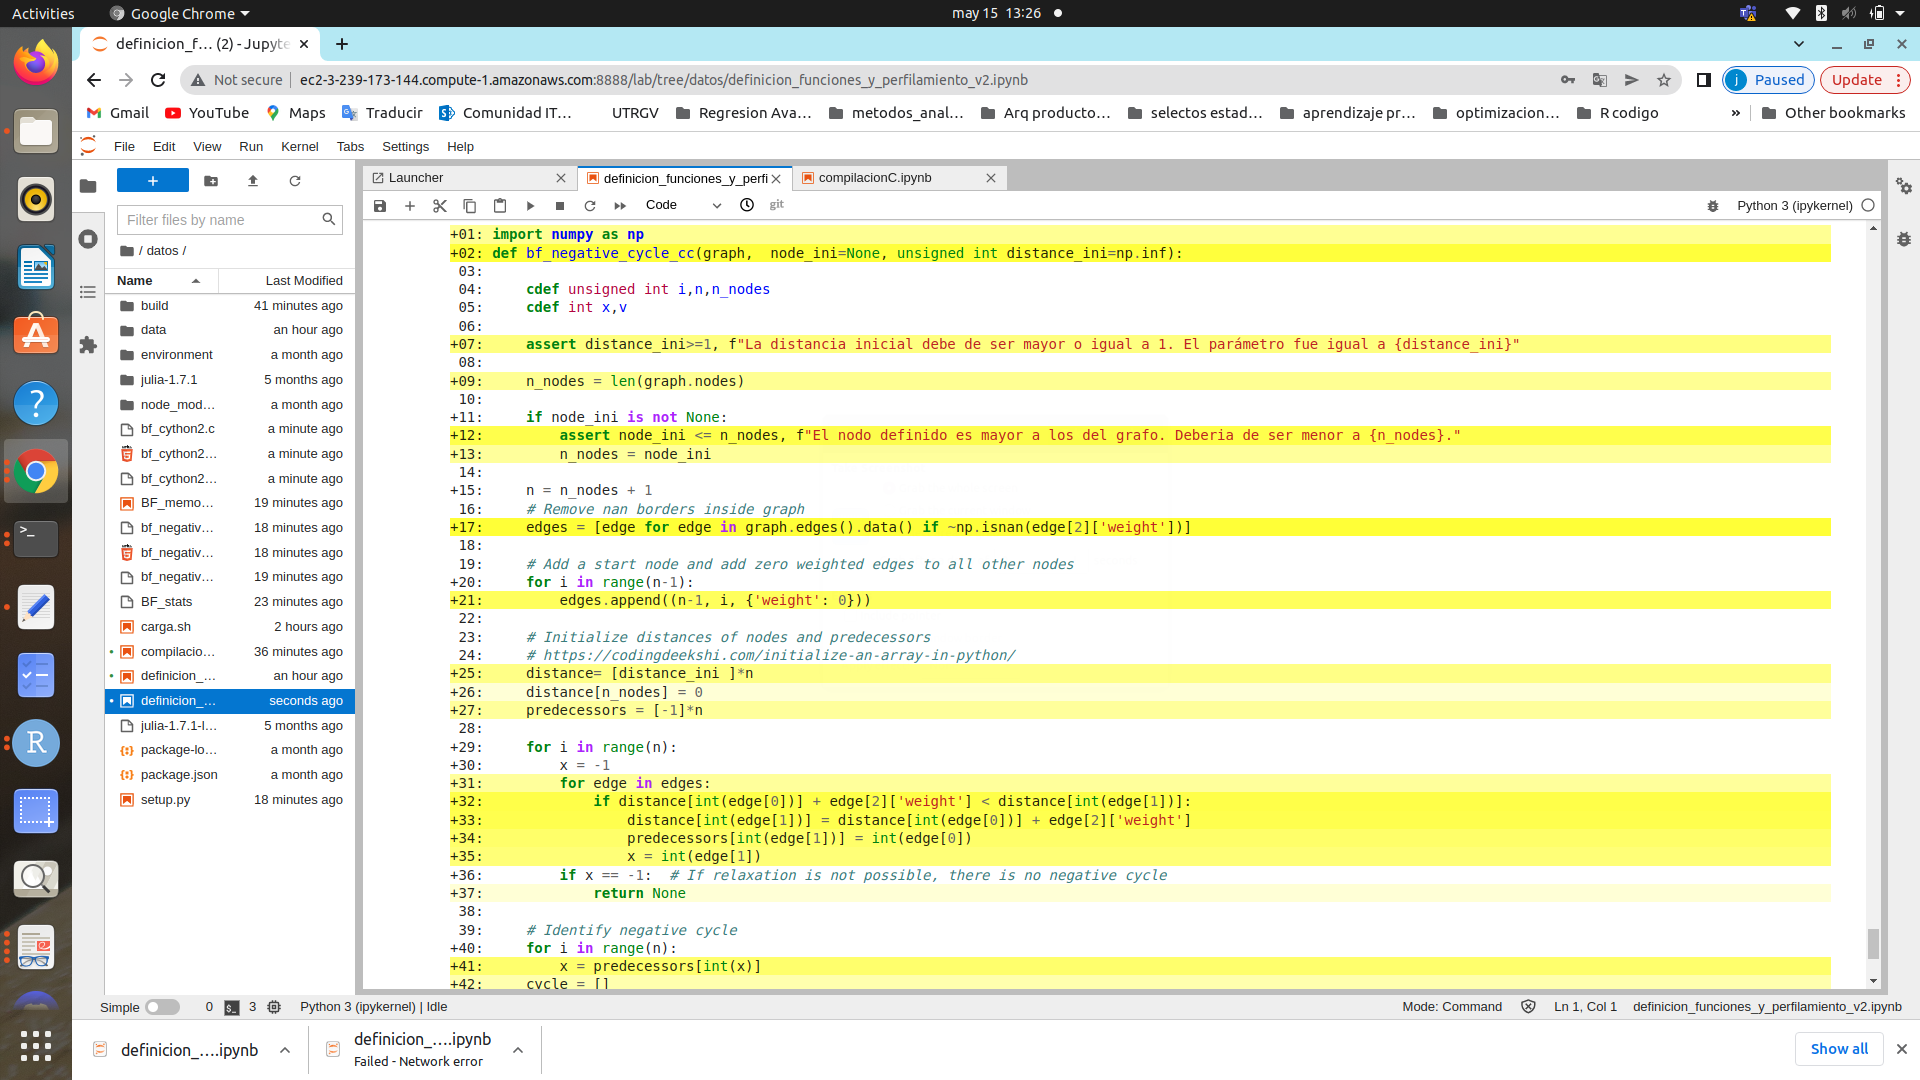 Activities
Google Chrome
may 15 13:26
definicion_f… (2) - Jupyte
Not secure
ec2-3-239-173-144.compute-1.amazonaws.com:8888/lab/tree/datos/definicion_funciones_y_perfilamiento_v2.ipynb
j Paused
Update
Gmail
YouTube
Maps
Traducir
Comunidad IT…
UTRGV
Regresion Ava…
metodos_anal…
Arq producto…
selectos estad…
aprendizaje pr…
optimizacion…
R codigo
»
Other bookmarks
File Edit View Run Kernel Tabs Settings Help
Launcher
definicion_funciones_y_perfi
compilacionC.ipynb
Code
git
Python 3 (ipykernel)
Filter files by name
/ datos /
Name Last Modified
build 41 minutes ago
data an hour ago
environment a month ago
julia-1.7.1 5 months ago
node_mod… a month ago
bf_cython2.c a minute ago
bf_cython2… a minute ago
bf_cython2… a minute ago
BF_memo… 19 minutes ago
bf_negativ… 18 minutes ago
bf_negativ… 18 minutes ago
bf_negativ… 19 minutes ago
BF_stats 23 minutes ago
carga.sh 2 hours ago
compilacio… 36 minutes ago
definicion_… an hour ago
definicion_… seconds ago
julia-1.7.1-l… 5 months ago
package-lo… a month ago
package.json a month ago
setup.py 18 minutes ago
+01: import numpy as np
+02: def bf_negative_cycle_cc(graph,  node_ini=None, unsigned int distance_ini=np.inf):
03:
04:     cdef unsigned int i,n,n_nodes
05:     cdef int x,v
06:
+07:     assert distance_ini>=1, f"La distancia inicial debe de ser mayor o igual a 1. El parámetro fue igual a {distance_ini}"
08:
+09:     n_nodes = len(graph.nodes)
10:
+11:     if node_ini is not None:
+12:         assert node_ini <= n_nodes, f"El nodo definido es mayor a los del grafo. Deberia de ser menor a {n_nodes}."
+13:         n_nodes = node_ini
14:
+15:     n = n_nodes + 1
16:     # Remove nan borders inside graph
+17:     edges = [edge for edge in graph.edges().data() if ~np.isnan(edge[2]['weight'])]
18:
19:     # Add a start node and add zero weighted edges to all other nodes
+20:     for i in range(n-1):
+21:         edges.append((n-1, i, {'weight': 0}))
22:
23:     # Initialize distances of nodes and predecessors
24:     # https://codingdeekshi.com/initialize-an-array-in-python/
+25:     distance= [distance_ini ]*n
+26:     distance[n_nodes] = 0
+27:     predecessors = [-1]*n
28:
+29:     for i in range(n):
+30:         x = -1
+31:         for edge in edges:
+32:             if distance[int(edge[0])] + edge[2]['weight'] < distance[int(edge[1])]:
+33:                 distance[int(edge[1])] = distance[int(edge[0])] + edge[2]['weight']
+34:                 predecessors[int(edge[1])] = int(edge[0])
+35:                 x = int(edge[1])
+36:         if x == -1:  # If relaxation is not possible, there is no negative cycle
+37:             return None
38:
39:     # Identify negative cycle
+40:     for i in range(n):
+41:         x = predecessors[int(x)]
+42:     cycle = []
Simple 0 3 Python 3 (ipykernel) | Idle
Mode: Command
Ln 1, Col 1
definicion_funciones_y_perfilamiento_v2.ipynb
definicion_….ipynb
definicion_….ipynb
Failed - Network error
Show all